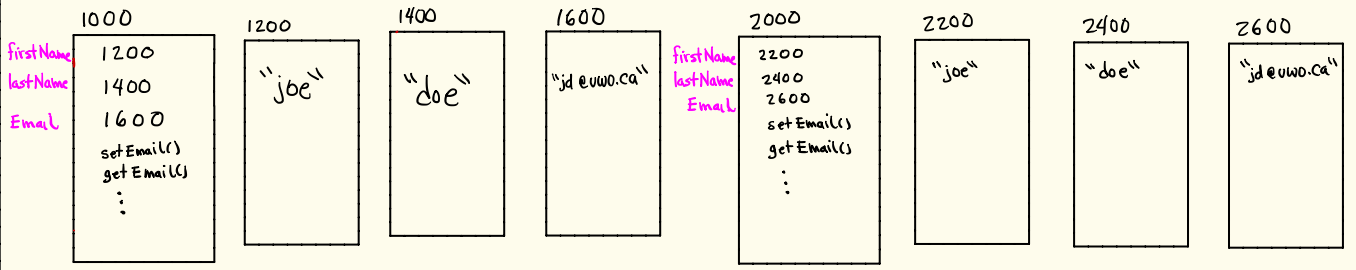 1000
firstName 1200
lastName 1400
Email 1600
setEmail()
getEmail()
1200
"joe"
1400
"doe"
1600
"jd@uwo.ca"
2000
firstName 2200
lastName 2400
Email 2600
setEmail()
getEmail()
2200
"joe"
2400
"doe"
2600
"jd@uwo.ca"